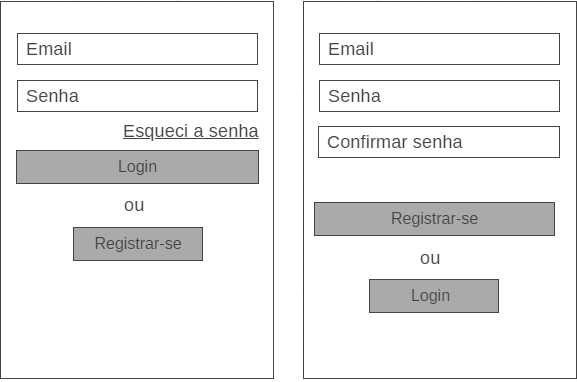 Email
Senha
Esqueci a senha
Login
ou
Registrar-se
Email
Senha
Confirmar senha
Registrar-se
ou
Login